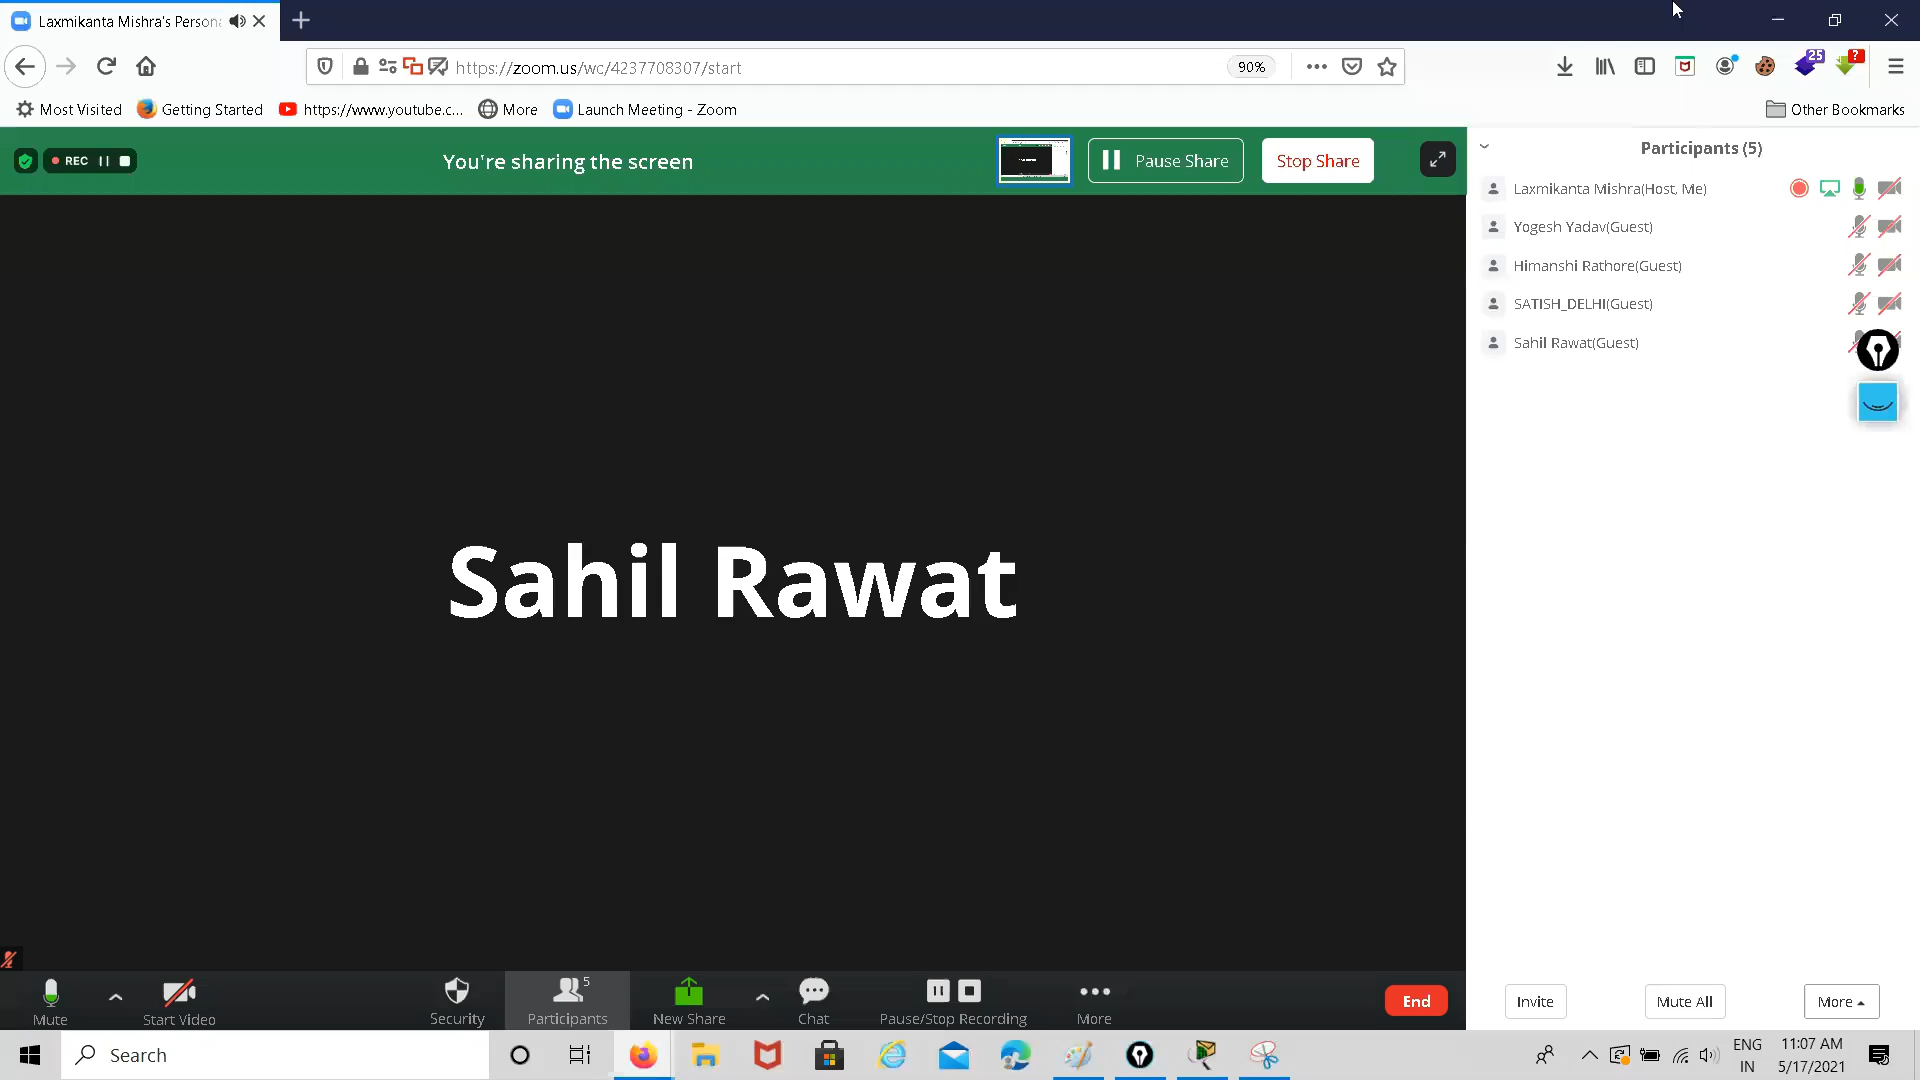 Laxmikanta Mishra's Persona
https://zoom.us/wc/4237708307/start
90%
25
?
Most Visited
Getting Started
https://www.youtube.c...
More
Launch Meeting - Zoom
Other Bookmarks
REC
You're sharing the screen
Pause Share
Stop Share
Participants (5)
Laxmikanta Mishra(Host, Me)
Yogesh Yadav(Guest)
Himanshi Rathore(Guest)
SATISH_DELHI(Guest)
Sahil Rawat(Guest)
Sahil Rawat
Mute
Start Video
Security
5
Participants
New Share
Chat
Pause/Stop Recording
More
End
Invite
Mute All
More
Search
ENG
IN
11:07 AM
5/17/2021